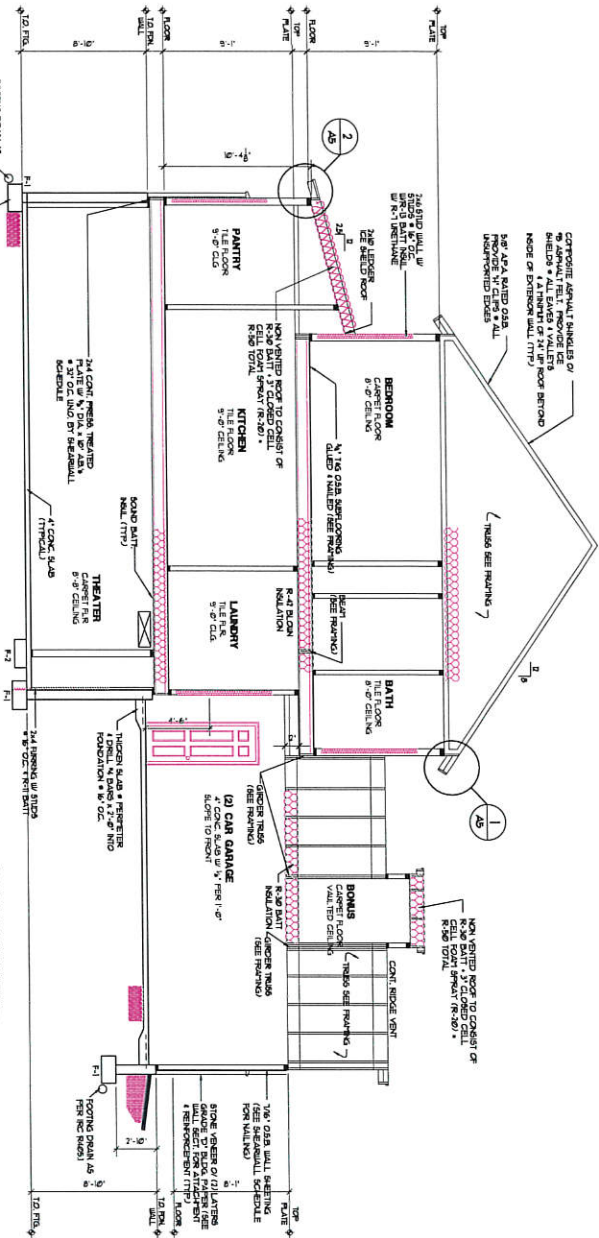 COMPOSITE ASPHALT SHINGLES O/
#15 ASPHALT FELT. PROVIDE ICE
SHIELDS @ ALL EAVES & VALLEYS
& A MINIMUM OF 24" UP ROOF BEYOND
INSIDE OF EXTERIOR WALL (TYP.)
5/8" A.P.A. RATED O.S.B.
PROVIDE "H" CLIPS @ ALL
UNSUPPORTED EDGES
TRUSS SEE FRAMING
12
8
1
A5
NON VENTED ROOF TO CONSIST OF
R-30 BATT + 3" CLOSED CELL
CELL FOAM SPRAY (R-20) =
R-50 TOTAL
TOP
PLATE
8'-1"
FLOOR
TOP
PLATE
9'-1"
FLOOR
T.O. FDN.
WALL
8'-10"
T.O. FTG.
2
A5
10'-4
2x6 STUD WALL W/
STUDS @ 16" O.C.
W/R-13 BATT INSUL.
W/ R-7 URETHANE
2x10 LEDGER
ICE SHEILD ROOF
12
2.5
BEDROOM
CARPET FLOOR
8'-0" CEILING
BATH
TILE FLOOR
8'-0" CEILING
BONUS
CARPET FLOOR
VAULTED CEILING
TRUSS SEE FRAMING
CONT. RIDGE VENT
3/4" T&G O.S.B. SUBFLOORING
GLUED & NAILED (SEE FRAMING)
BEAM
(SEE FRAMING)
NON VENTED ROOF TO CONSIST OF
R-30 BATT + 3" CLOSED CELL
CELL FOAM SPRAY (R-20) =
R-50 TOTAL
R-42 BLOWN
INSULATION
12"
GIRDER TRUSS
(SEE FRAMING)
R-30 BATT
INSULATION
GIRDER TRUSS
(SEE FRAMING)
7/16" O.S.B. WALL SHEETING
(SEE SHEARWALL SCHEDULE
FOR NAILING)
TOP
PLATE
8'-1"
FLOOR
PANTRY
TILE FLOOR
9'-0" CLG.
KITCHEN
TILE FLOOR
9'-0" CEILING
LAUNDRY
TILE FLR.
9'-0" CLG.
4'-6"
(2) CAR GARAGE
4" CONC. SLAB W/ 1/8" PER 1'-0"
SLOPE TO FRONT
STONE VENEER O/ (2) LAYERS
GRADE "D" BLDG. PAPER (SEE
WALL SECT. FOR ATTACHMENT
& REINFORCEMENT (TYP.)
SOUND BATT.
INSUL. (TYP.)
2x4 CONT. PRESS. TREATED
PLATE W/
@ 32" O.C. UNO. BY SHEARWALL
SCHEDULE
THEATER
CARPET FLR.
8'-0" CEILING
4" CONC. SLAB
(TYPICAL)
THICKEN SLAB @ PERIMETER
& DRILL #4 BARS x 2'-0" INTO
FOUNDATION @ 16" O.C.
2x4 FURRING W/ STUDS
@ 16" O.C. & R-11 BATT
F-1
F-2
F-1
F-1
FOOTING DRAIN AS
PER IRC R405.1
2'-10"
T.O. FDN.
WALL
8'-10"
T.O. FTG.